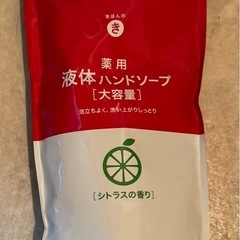 きほんの
き
薬用
液体ハンドソープ
[大容量]
泡立ちよく、洗い上がりしっとり
[シトラスの香り]